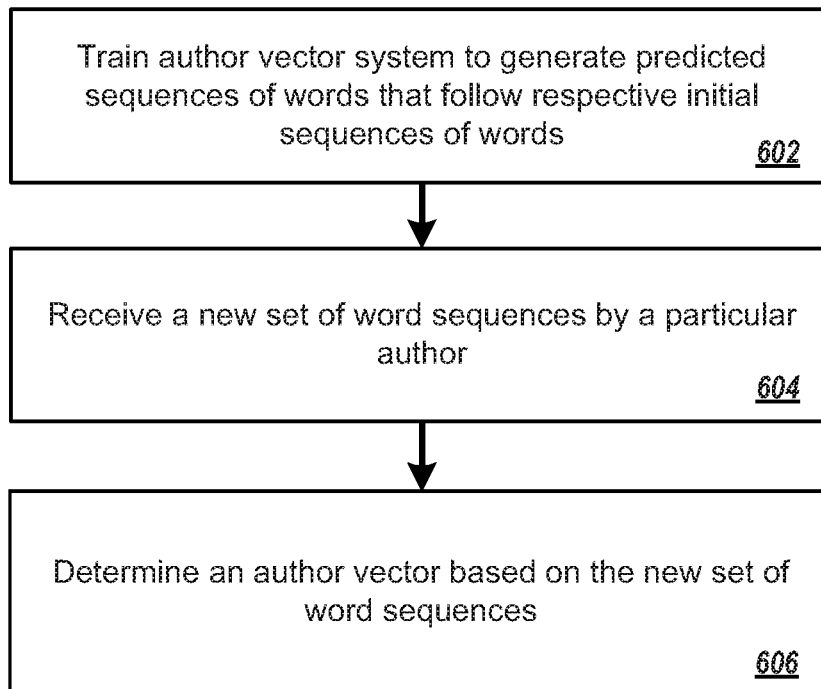 Train author vector system to generate predicted
sequences of words that follow respective initial
sequences of words
602
Receive a new set of word sequences by a particular
author
604
Determine an author vector based on the new set of
word sequences
606